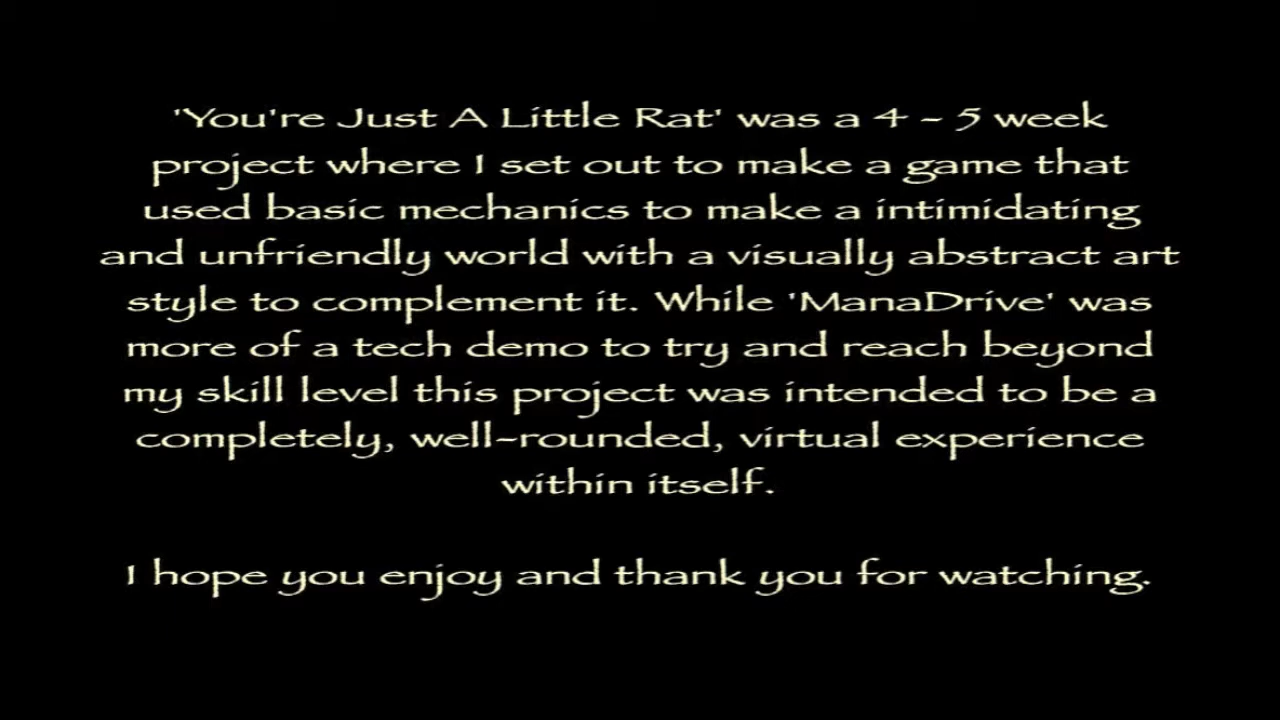 'You're Just A Little Rat' was a 4 - 5 week
project where I set out to make a game that
used basic mechanics to make a intimidating
and unfriendly world with a visually abstract art
style to complement it. While 'ManaDrive' was
more of a tech demo to try and reach beyond
my skill level this project was intended to be a
completely, well-rounded, virtual experience
within itself.
I hope you enjoy and thank you for watching.